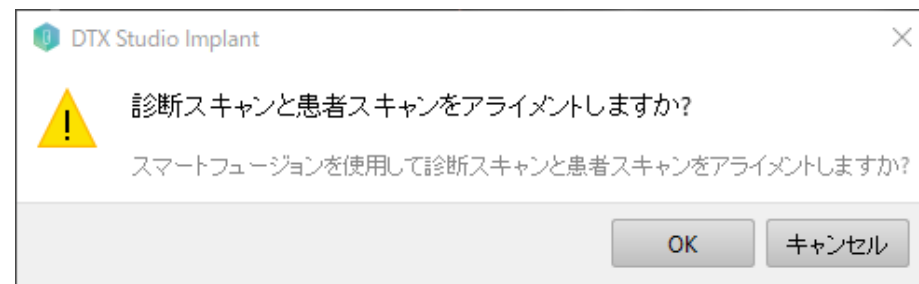 DTX Studio Implant
診断スキャンと患者スキャンをアライメントしますか?
スマートフュージョンを使用して診断スキャンと患者スキャンをアライメントしますか?
OK キャンセル